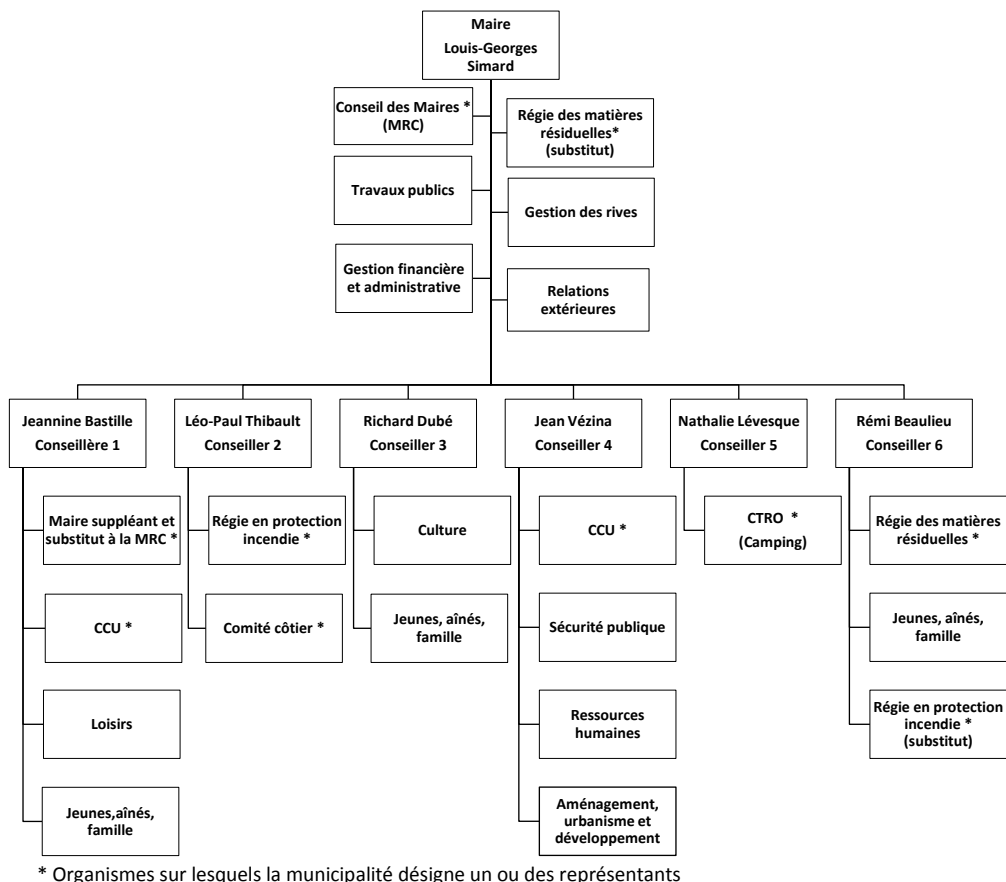 Maire
Louis-Georges
Simard
Conseil des Maires *
(MRC)
Régie des matières
résiduelles*
(substitut)
Travaux publics
Gestion des rives
Gestion financière
et administrative
Relations
extérieures
Jeannine Bastille
Conseillère 1
Léo-Paul Thibault
Conseiller 2
Richard Dubé
Conseiller 3
Jean Vézina
Conseiller 4
Nathalie Lévesque
Conseiller 5
Rémi Beaulieu
Conseiller 6
Maire suppléant et
substitut à la MRC *
CCU *
Loisirs
Jeunes,aînés,
famille
Régie en protection
incendie *
Comité côtier *
Culture
Jeunes, aînés,
famille
CCU *
Sécurité publique
Ressources
humaines
Aménagement,
urbanisme et
développement
CTRO *
(Camping)
Régie des matières
résiduelles *
Jeunes, aînés,
famille
Régie en protection
incendie *
(substitut)
* Organismes sur lesquels la municipalité désigne un ou des représentants